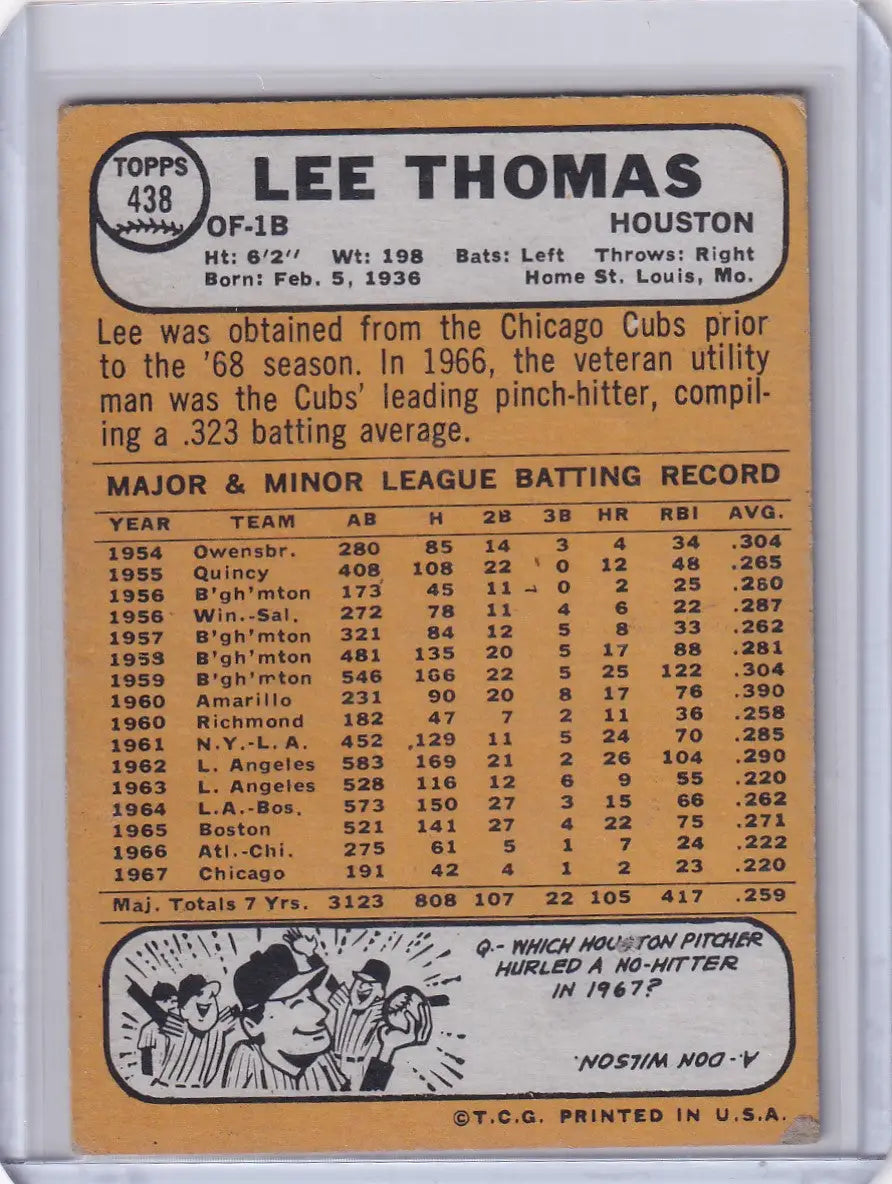 TOPPS
438
LEE THOMAS
OF-1B HOUSTON
Ht: 6'2" Wt: 198 Bats: Left Throws: Right
Born: Feb. 5, 1936 Home St. Louis, Mo.
Lee was obtained from the Chicago Cubs prior
to the '68 season. In 1966, the veteran utility
man was the Cubs' leading pinch-hitter, compil-
ing a .323 batting average.
MAJOR & MINOR LEAGUE BATTING RECORD
YEAR TEAM AB H 2B 3B HR RBI AVG.
1954 Owensbr. 280 85 14 3 4 34 .304
1955 Quincy 408 108 22 0 12 48 .265
1956 B'gh'mton 173 45 11 0 2 25 .260
1956 Win.-Sal. 272 78 11 4 6 22 .287
1957 B'gh'mton 321 84 12 5 8 33 .262
1958 B'gh'mton 481 135 20 5 17 88 .281
1959 B'gh'mton 546 166 22 5 25 122 .304
1960 Amarillo 231 90 20 8 17 76 .390
1960 Richmond 182 47 7 2 11 36 .258
1961 N.Y.-L.A. 452 129 11 5 24 70 .285
1962 L. Angeles 583 169 21 2 26 104 .290
1963 L. Angeles 528 116 12 6 9 55 .220
1964 L.A.-Bos. 573 150 27 3 15 66 .262
1965 Boston 521 141 27 4 22 75 .271
1966 Atl.-Chi. 275 61 5 1 7 24 .222
1967 Chicago 191 42 4 1 2 23 .220
Maj. Totals 7 Yrs. 3123 808 107 22 105 417 .259
Q.- WHICH HOUSTON PITCHER
HURLED A NO-HITTER
IN 1967?
A.- DON WILSON.
©T.C.G. PRINTED IN U.S.A.